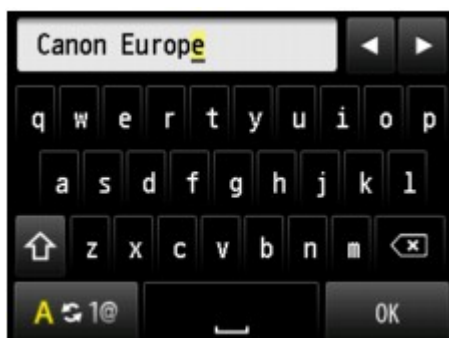 Canon Europe
q w e r t y u i o p
a s d f g h j k l
z x c v b n m
A 1@ OK